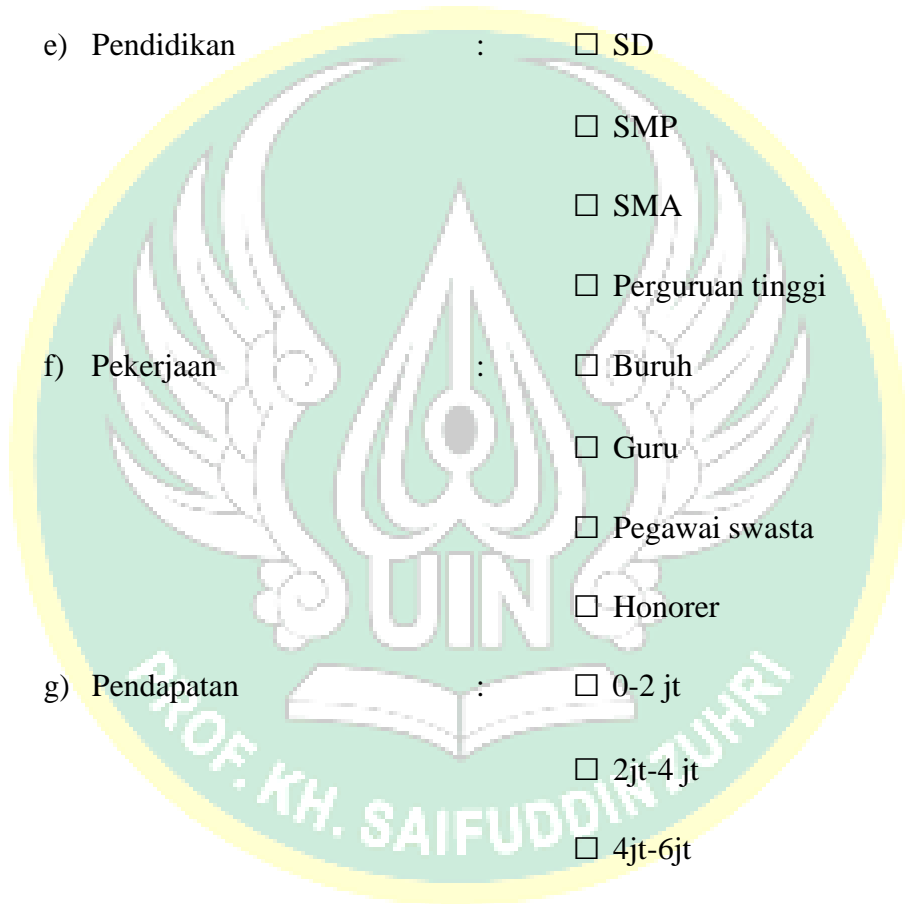 e) Pendidikan : ☐ SD
☐ SMP
☐ SMA
☐ Perguruan tinggi
f) Pekerjaan : ☐ Buruh
☐ Guru
☐ Pegawai swasta
☐ Honorer
UIN
g) Pendapatan : ☐ 0-2 jt
☐ 2jt-4 jt
☐ 4jt-6jt
PROF. KH. SAIFUDDIN ZUHRI